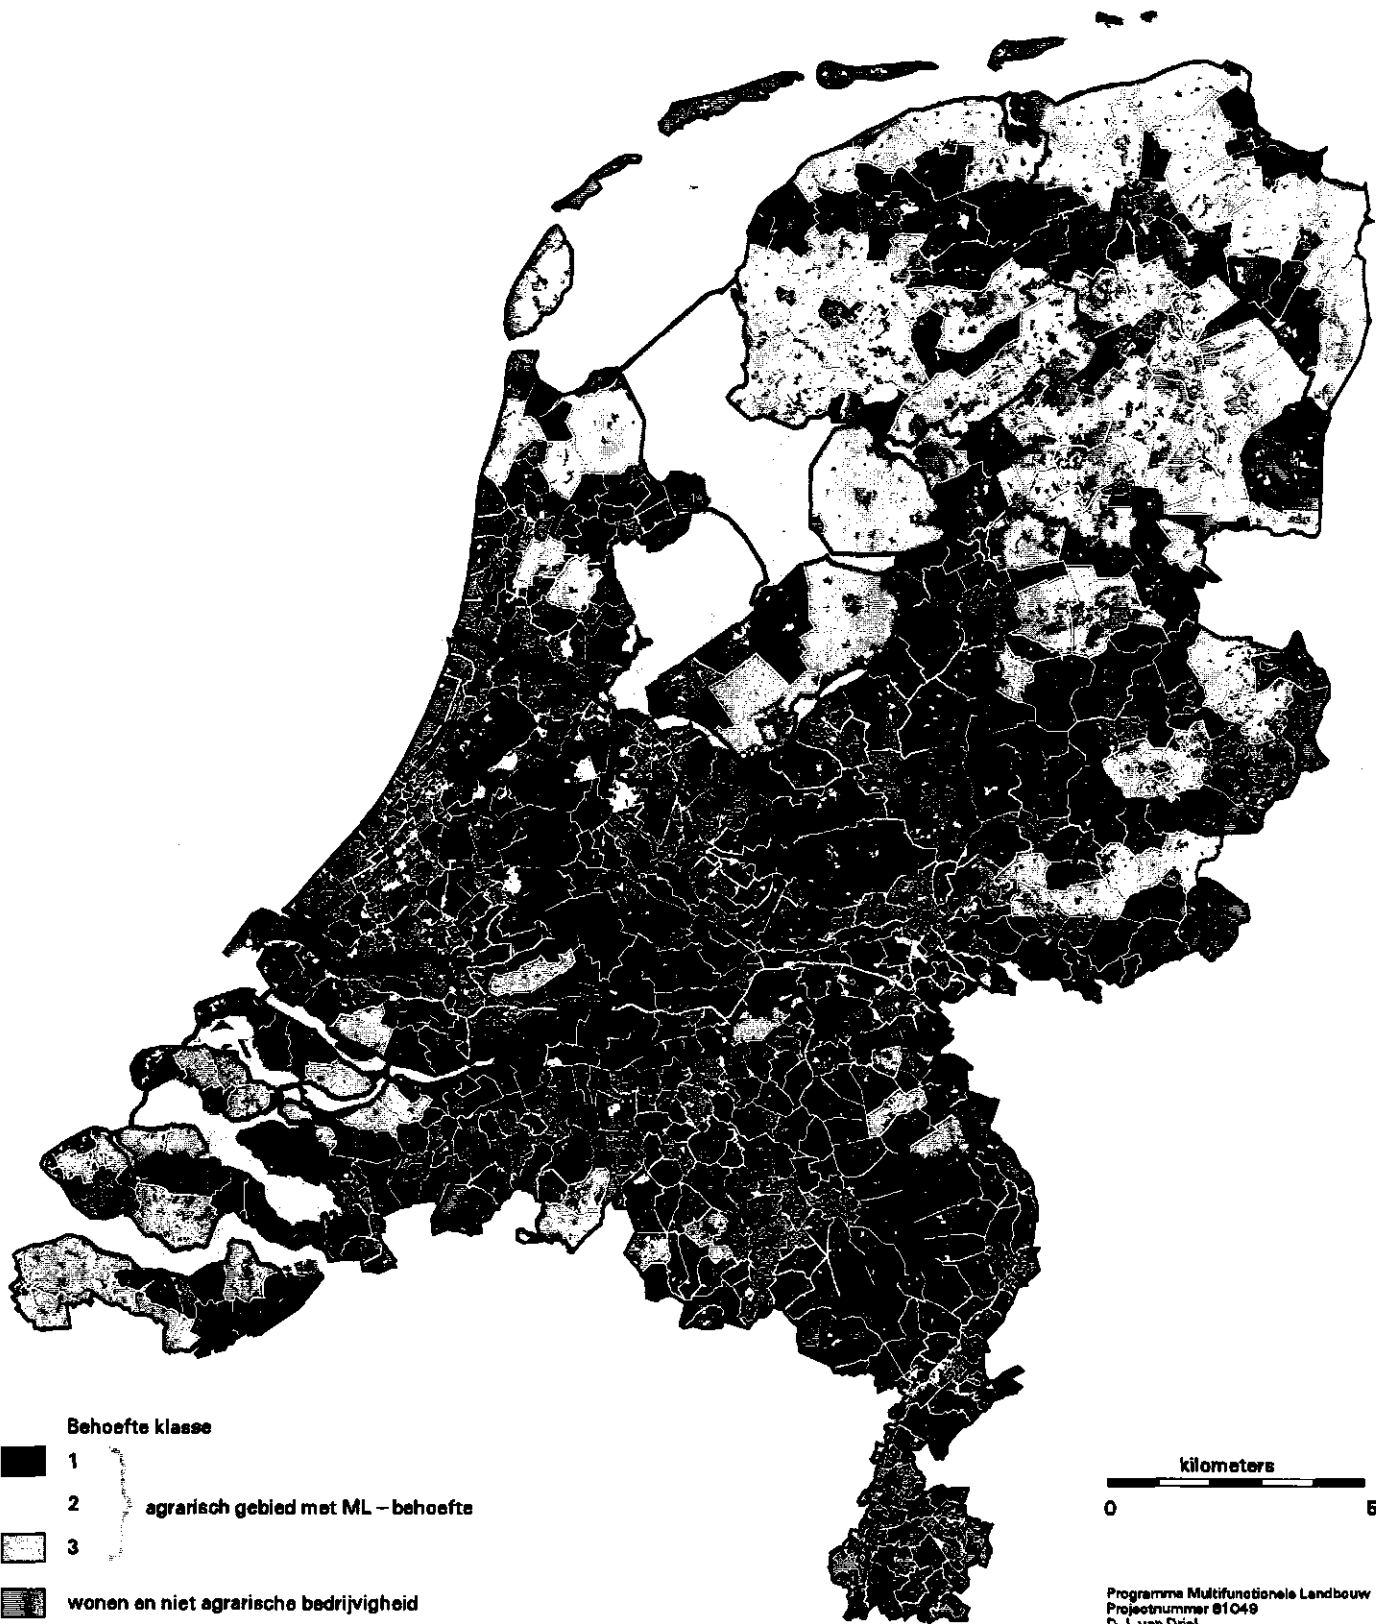 Behoefte klasse
1
2
agrarisch gebied met ML – behoefte
3
wonen en niet agrarische bedrijvigheid
kilometers
0
Programma Multifunctionele Landbouw
Projectnummer 81049